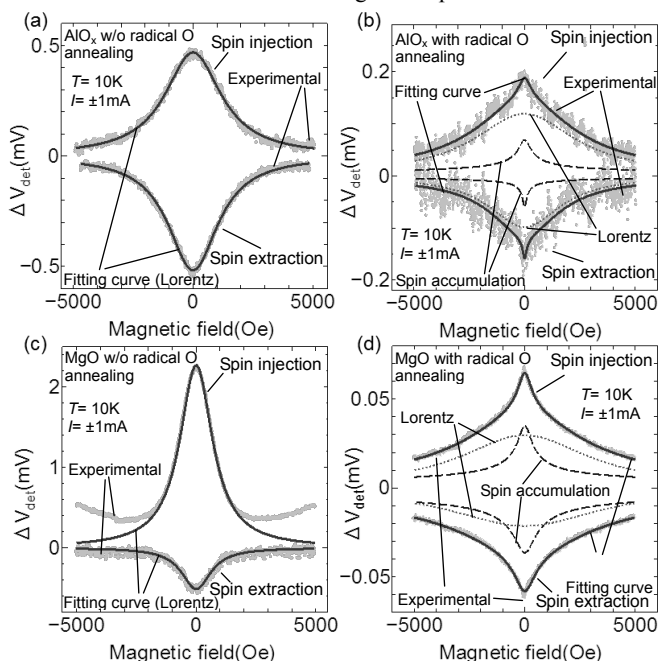 (a)
AlOx w/o radical O
annealing
Spin injection
T= 10K
I= ±1mA
Experimental
Fitting curve (Lorentz)
Spin extraction
0.5
0
−0.5
ΔVdet(mV)
−5000 0 5000
Magnetic field(Oe)
(b)
AlOx with radical O
annealing
Spin injection
Fitting curve
Experimental
T= 10K
I= ±1mA
Lorentz
Spin accumulation
Spin extraction
0.2
0
−0.2
ΔVdet(mV)
−5000 0 5000
Magnetic field(Oe)
(c)
MgO w/o radical O
annealing
Spin injection
T= 10K
I= ±1mA
Experimental
Fitting curve (Lorentz)
Spin extraction
2
1
0
ΔVdet(mV)
−5000 0 5000
Magnetic field(Oe)
(d)
MgO with radical O
annealing
Spin injection
T= 10K
I= ±1mA
Lorentz
Spin accumulation
Fitting curve
Experimental
Spin extraction
0.05
0
−0.05
ΔVdet(mV)
−5000 0 5000
Magnetic field(Oe)